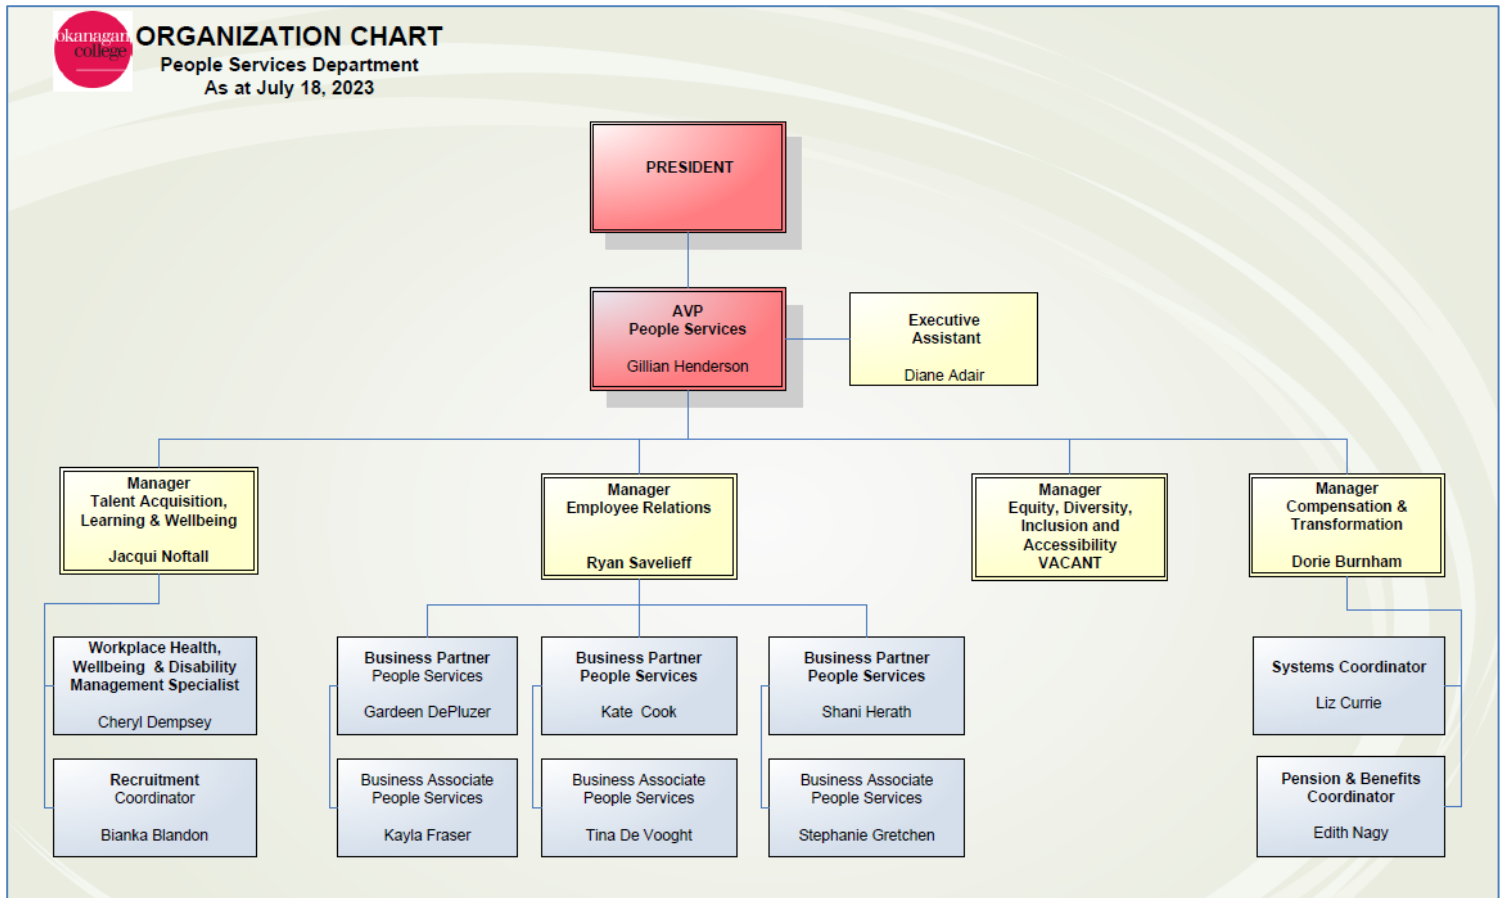 okanagan
college
ORGANIZATION CHART
People Services Department
As at July 18, 2023
PRESIDENT
AVP
People Services
Gillian Henderson
Executive
Assistant
Diane Adair
Manager
Talent Acquisition,
Learning & Wellbeing
Jacqui Noftall
Manager
Employee Relations
Ryan Savelieff
Manager
Equity, Diversity,
Inclusion and
Accessibility
VACANT
Manager
Compensation &
Transformation
Dorie Burnham
Workplace Health,
Wellbeing & Disability
Management Specialist
Cheryl Dempsey
Business Partner
People Services
Gardeen DePluzer
Business Partner
People Services
Kate Cook
Business Partner
People Services
Shani Herath
Systems Coordinator
Liz Currie
Recruitment
Coordinator
Bianka Blandon
Business Associate
People Services
Kayla Fraser
Business Associate
People Services
Tina De Vooght
Business Associate
People Services
Stephanie Gretchen
Pension & Benefits
Coordinator
Edith Nagy